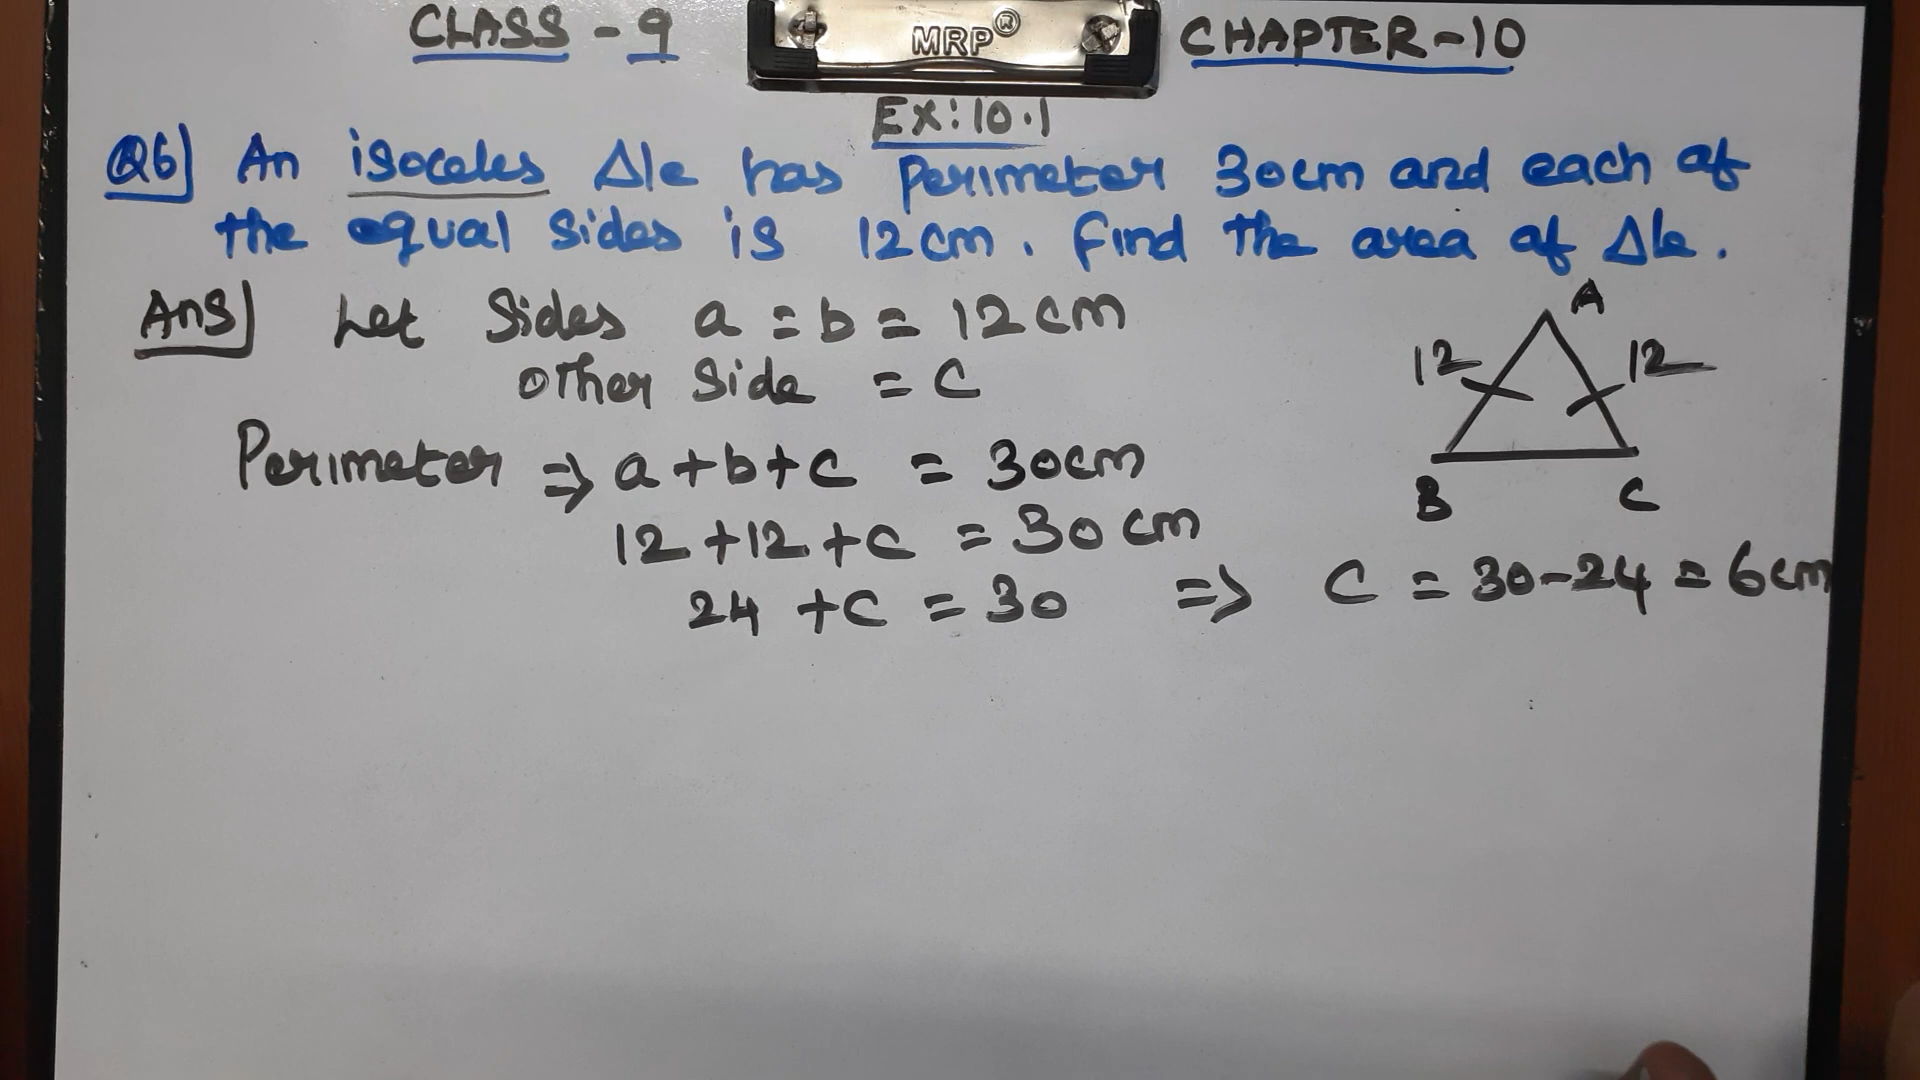 CLASS - 9
MRP®
CHAPTER-10
EX: 10.1
Q6] An isoceles Δle has Perimeter 30cm and each of
the equal sides is 12cm. Find the area of Δle.
Ans] Let Sides a = b = 12cm
other side = c
Perimeter ⇒ a+b+c = 30cm
12+12+c = 30cm
24 +c = 30 ⇒ C = 30-24 = 6cm
A
12 12
B C